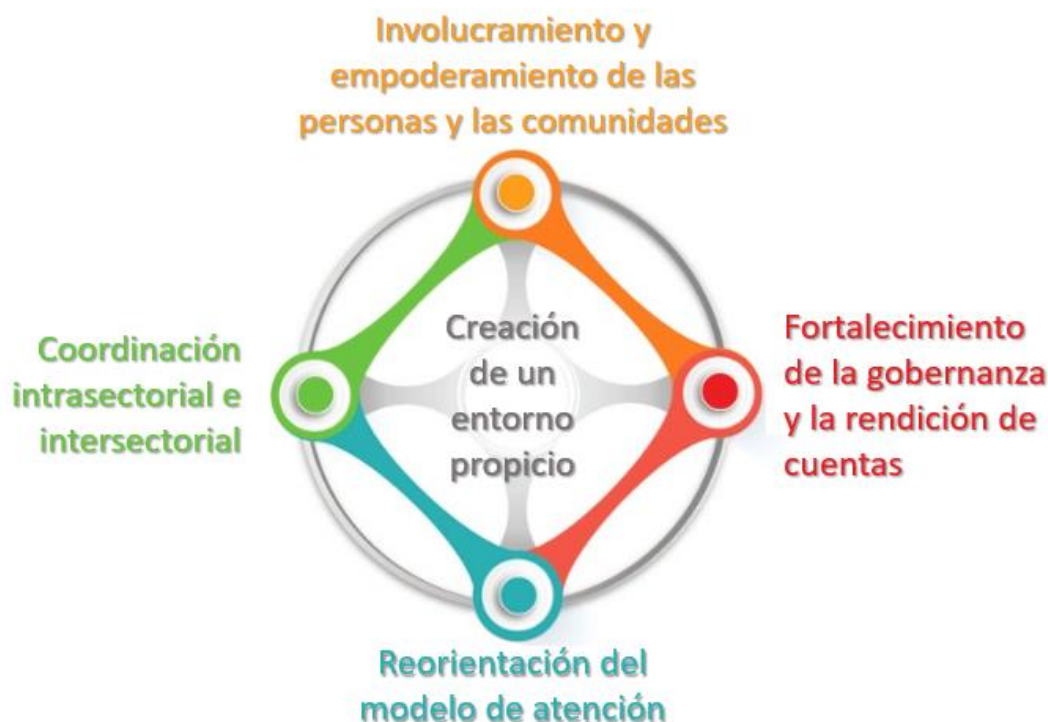 Involucramiento y
empoderamiento de las
personas y las comunidades
Coordinación
intrasectorial e
intersectorial
Creación
de un
entorno
propicio
Fortalecimiento
de la gobernanza
y la rendición de
cuentas
Reorientación del
modelo de atención